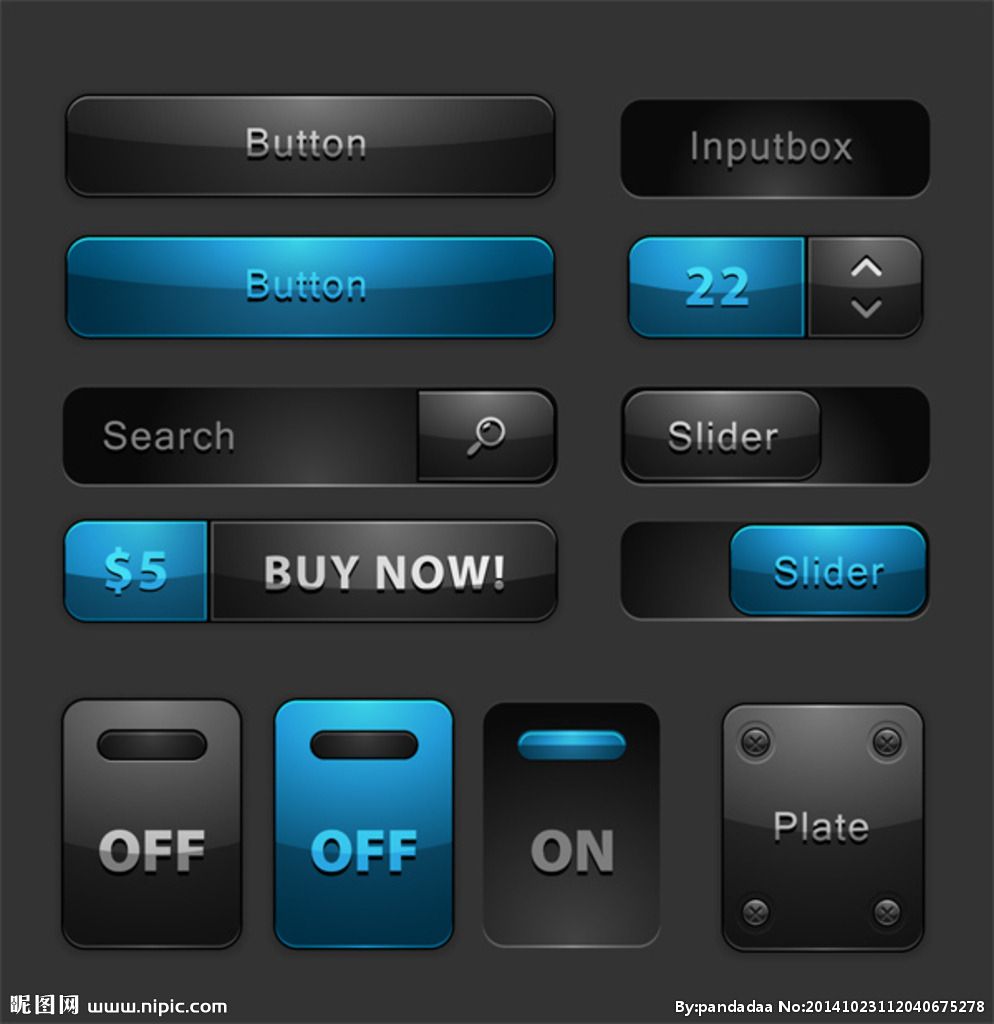 Button
Inputbox
Button
22
Search
Slider
$5 BUY NOW!
Slider
OFF
OFF
ON
Plate
昵图网 www.nipic.com
By:pandadaa No:20141023112040675278